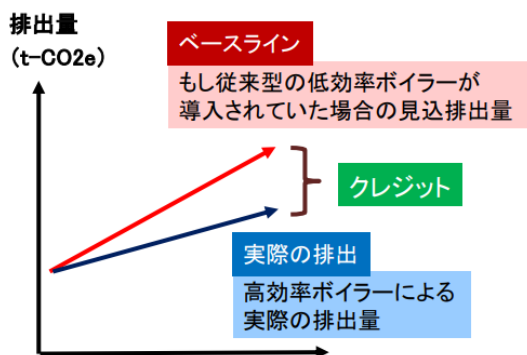 排出量
(t-CO2e)
ベースライン
もし従来型の低効率ボイラーが
導入されていた場合の見込排出量
クレジット
実際の排出
高効率ボイラーによる
実際の排出量